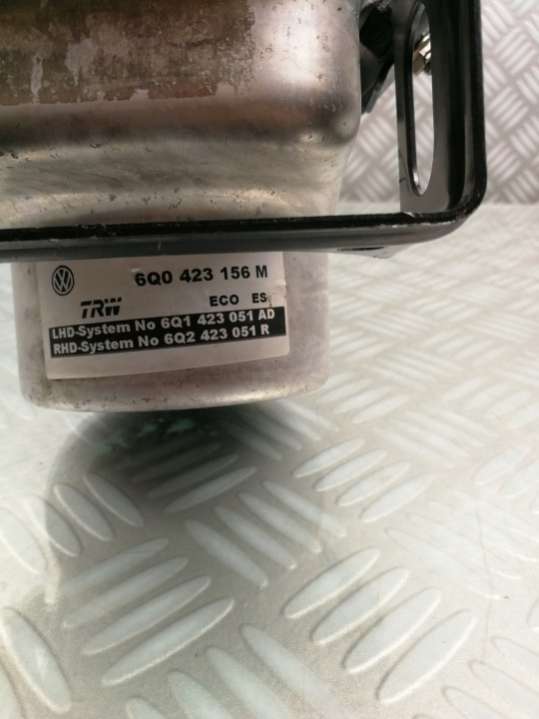 6Q0 423 156 M
TRW ECO ES
LHD-System No 6Q1 423 051 AD
RHD-System No 6Q2 423 051 R